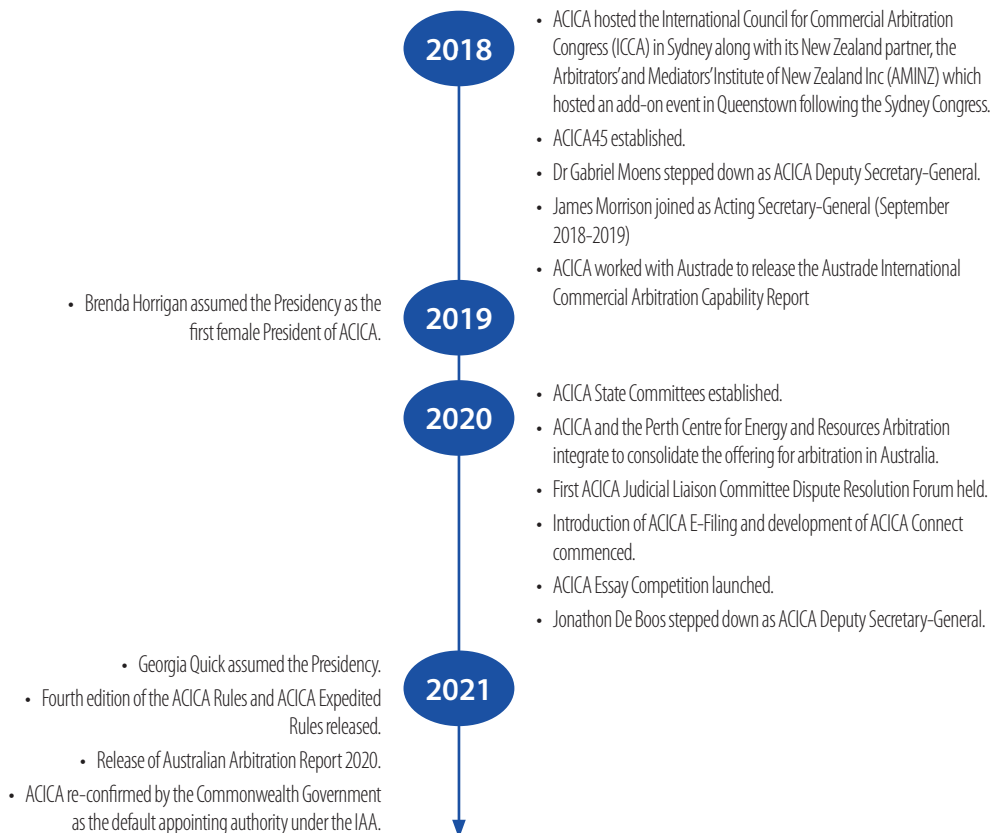 2018
• ACICA hosted the International Council for Commercial Arbitration
Congress (ICCA) in Sydney along with its New Zealand partner, the
Arbitrators' and Mediators' Institute of New Zealand Inc (AMINZ) which
hosted an add-on event in Queenstown following the Sydney Congress.
• ACICA45 established.
• Dr Gabriel Moens stepped down as ACICA Deputy Secretary-General.
• James Morrison joined as Acting Secretary-General (September
2018-2019)
• ACICA worked with Austrade to release the Austrade International
Commercial Arbitration Capability Report
2019
• Brenda Horrigan assumed the Presidency as the
first female President of ACICA.
2020
• ACICA State Committees established.
• ACICA and the Perth Centre for Energy and Resources Arbitration
integrate to consolidate the offering for arbitration in Australia.
• First ACICA Judicial Liaison Committee Dispute Resolution Forum held.
• Introduction of ACICA E-Filing and development of ACICA Connect
commenced.
• ACICA Essay Competition launched.
• Jonathon De Boos stepped down as ACICA Deputy Secretary-General.
2021
• Georgia Quick assumed the Presidency.
• Fourth edition of the ACICA Rules and ACICA Expedited
Rules released.
• Release of Australian Arbitration Report 2020.
• ACICA re-confirmed by the Commonwealth Government
as the default appointing authority under the IAA.